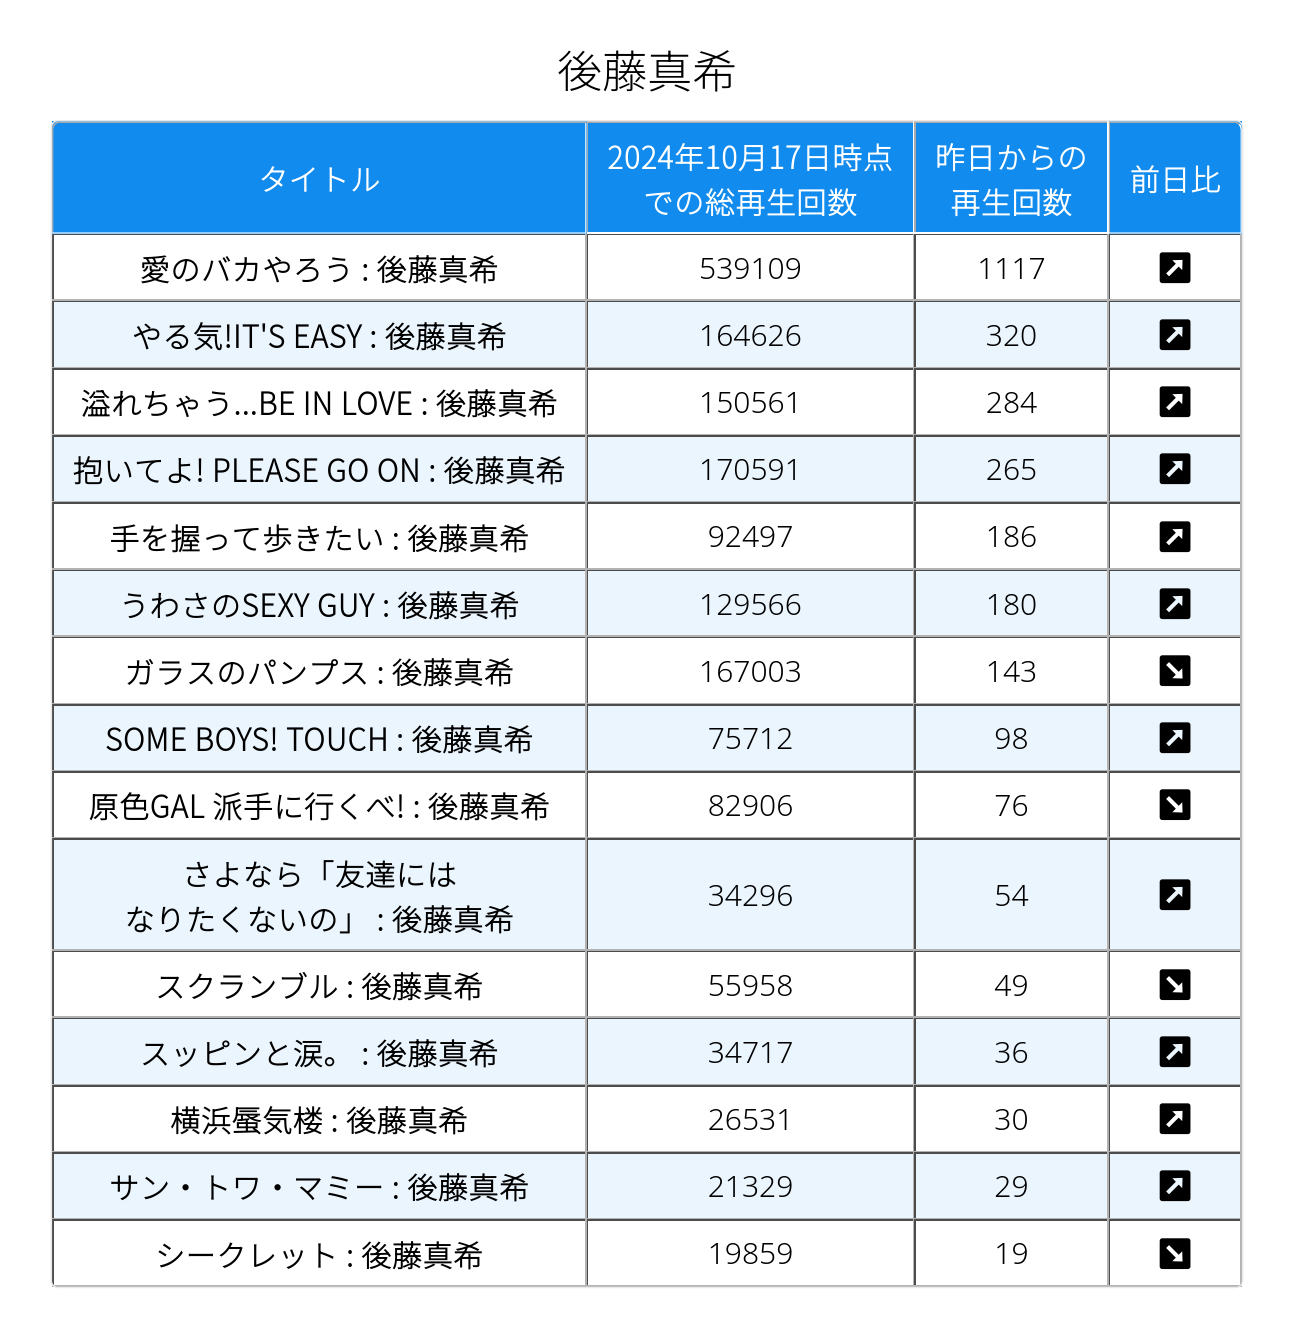 後藤真希
タイトル
2024年10月17日時点
での総再生回数
昨日からの
再生回数
前日比
愛のバカやろう : 後藤真希 539109 1117 ↗
やる気!IT'S EASY : 後藤真希 164626 320 ↗
溢れちゃう...BE IN LOVE : 後藤真希 150561 284 ↗
抱いてよ! PLEASE GO ON : 後藤真希 170591 265 ↗
手を握って歩きたい : 後藤真希 92497 186 ↗
うわさのSEXY GUY : 後藤真希 129566 180 ↗
ガラスのパンプス : 後藤真希 167003 143 ↘
SOME BOYS! TOUCH : 後藤真希 75712 98 ↗
原色GAL 派手に行くべ! : 後藤真希 82906 76 ↘
さよなら「友達には
なりたくないの」 : 後藤真希 34296 54 ↗
スクランブル : 後藤真希 55958 49 ↘
スッピンと涙。 : 後藤真希 34717 36 ↗
横浜蜃気楼 : 後藤真希 26531 30 ↗
サン・トワ・マミー : 後藤真希 21329 29 ↗
シークレット : 後藤真希 19859 19 ↘